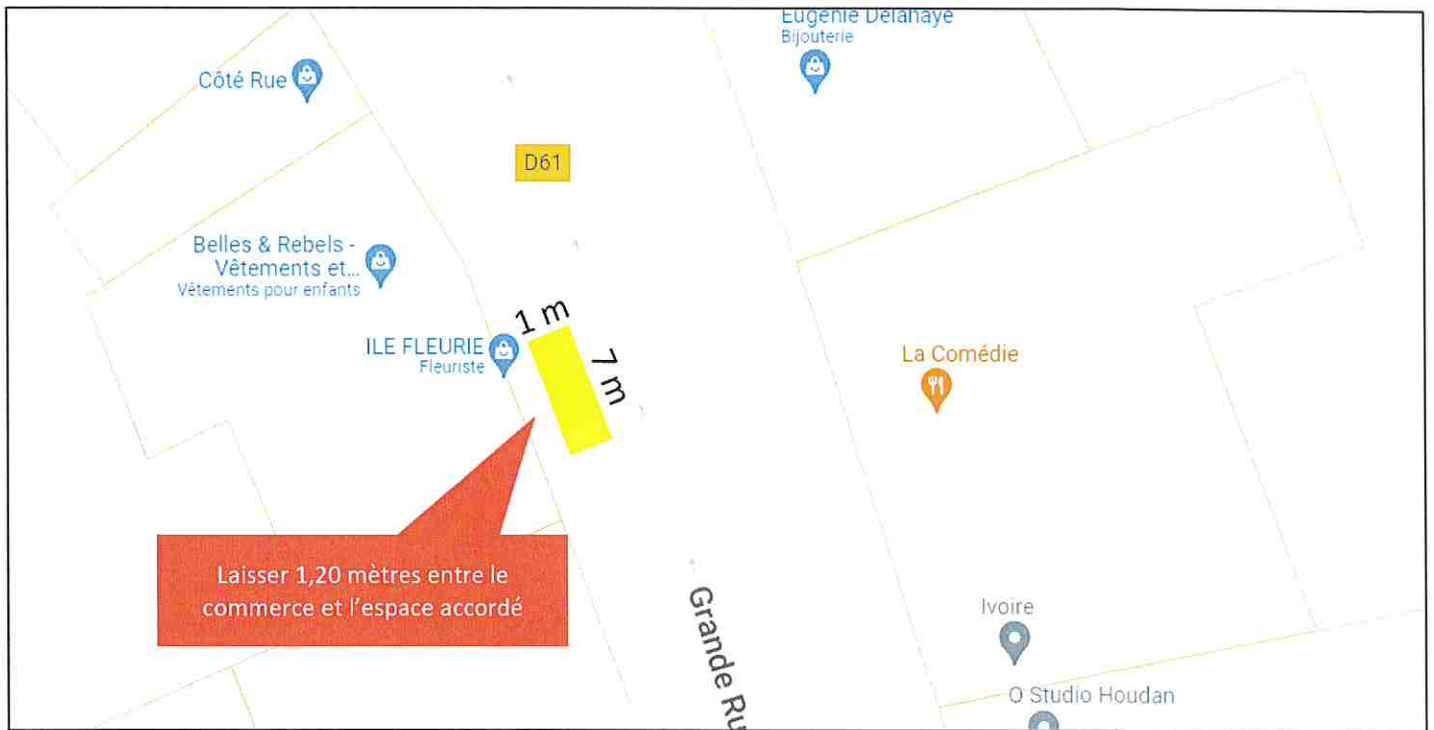 Eugénie Delahaye
Bijouterie
Côté Rue
D61
Belles & Rebels -
Vêtements et...
Vêtements pour enfants
1 m
ILE FLEURIE
Fleuriste
7 m
La Comédie
Laisser 1,20 mètres entre le
commerce et l'espace accordé
Grande Ru
Ivoire
O Studio Houdan